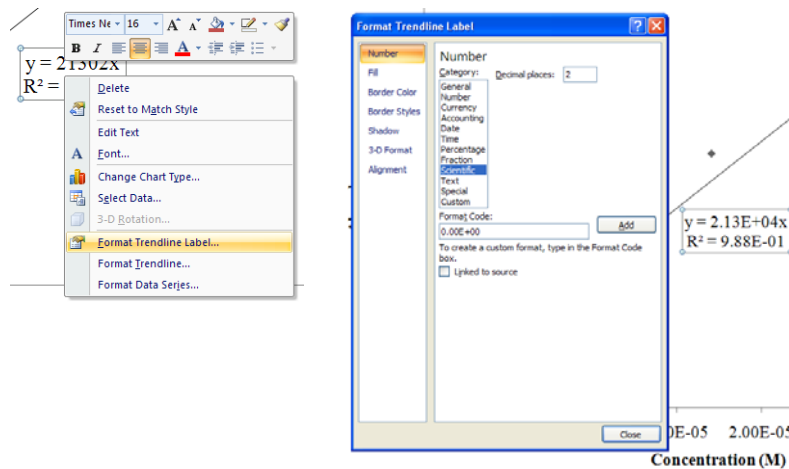 Times Ne 16 A A
B I A
y = 21302x
R² =
Delete
Reset to Match Style
Edit Text
A Font...
Change Chart Type...
Select Data...
3-D Rotation...
Format Trendline Label...
Format Trendline...
Format Data Series...
Format Trendline Label
Number
Fill
Border Color
Border Styles
Shadow
3-D Format
Alignment
Number
Category: Decimal places: 2
General
Number
Currency
Accounting
Date
Time
Percentage
Fraction
Scientific
Text
Special
Custom
Format Code:
0.00E+00 Add
To create a custom format, type in the Format Code
box.
Linked to source
Close
y = 2.13E+04x
R² = 9.88E-01
0E-05 2.00E-05
Concentration (M)